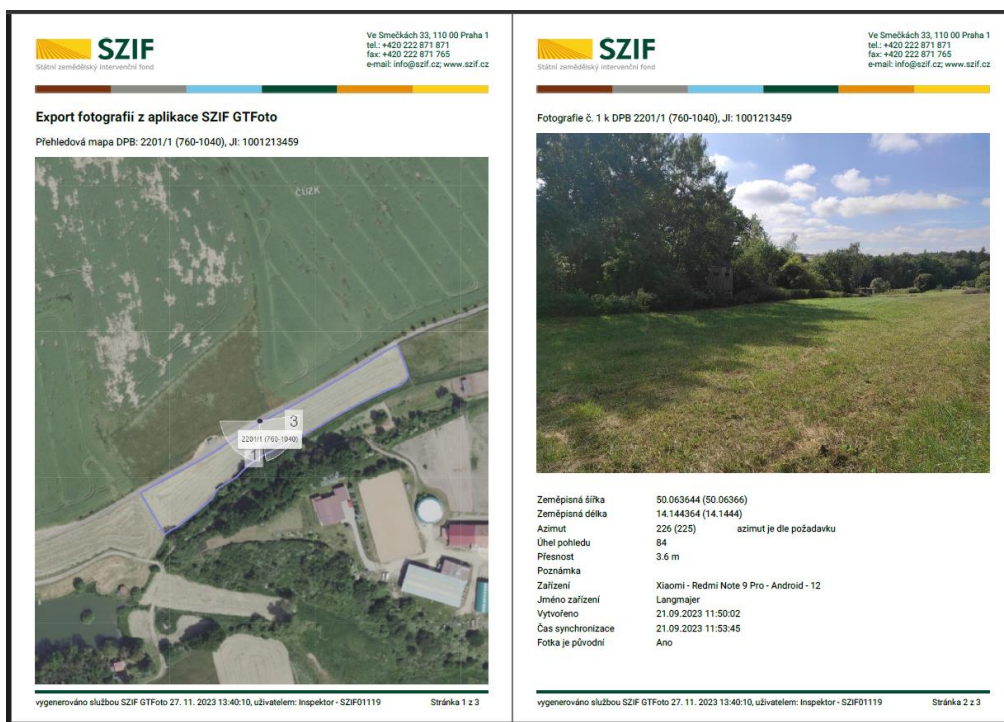 SZIF
Státní zemědělský intervenční fond
Ve Smečkách 33, 110 00 Praha 1
tel.: +420 222 871 871
fax: +420 222 871 765
e-mail: info@szif.cz; www.szif.cz
Export fotografií z aplikace SZIF GTFoto
Přehledová mapa DPB: 2201/1 (760-1040), JI: 1001213459
ČÚZK
3
2201/1 (760-1040)
vygenerováno službou SZIF GTFoto 27. 11. 2023 13:40:10, uživatelem: Inspektor - SZIF01119
Stránka 1 z 3
SZIF
Státní zemědělský intervenční fond
Ve Smečkách 33, 110 00 Praha 1
tel.: +420 222 871 871
fax: +420 222 871 765
e-mail: info@szif.cz; www.szif.cz
Fotografie č. 1 k DPB 2201/1 (760-1040), JI: 1001213459
Zeměpisná šířka 50.063644 (50.06366)
Zeměpisná délka 14.144364 (14.1444)
Azimut 226 (225) azimut je dle požadavku
Úhel pohledu 84
Přesnost 3.6 m
Poznámka
Zařízení Xiaomi - Redmi Note 9 Pro - Android - 12
Jméno zařízení Langmajer
Vytvořeno 21.09.2023 11:50:02
Čas synchronizace 21.09.2023 11:53:45
Fotka je původní Ano
vygenerováno službou SZIF GTFoto 27. 11. 2023 13:40:10, uživatelem: Inspektor - SZIF01119
Stránka 2 z 3